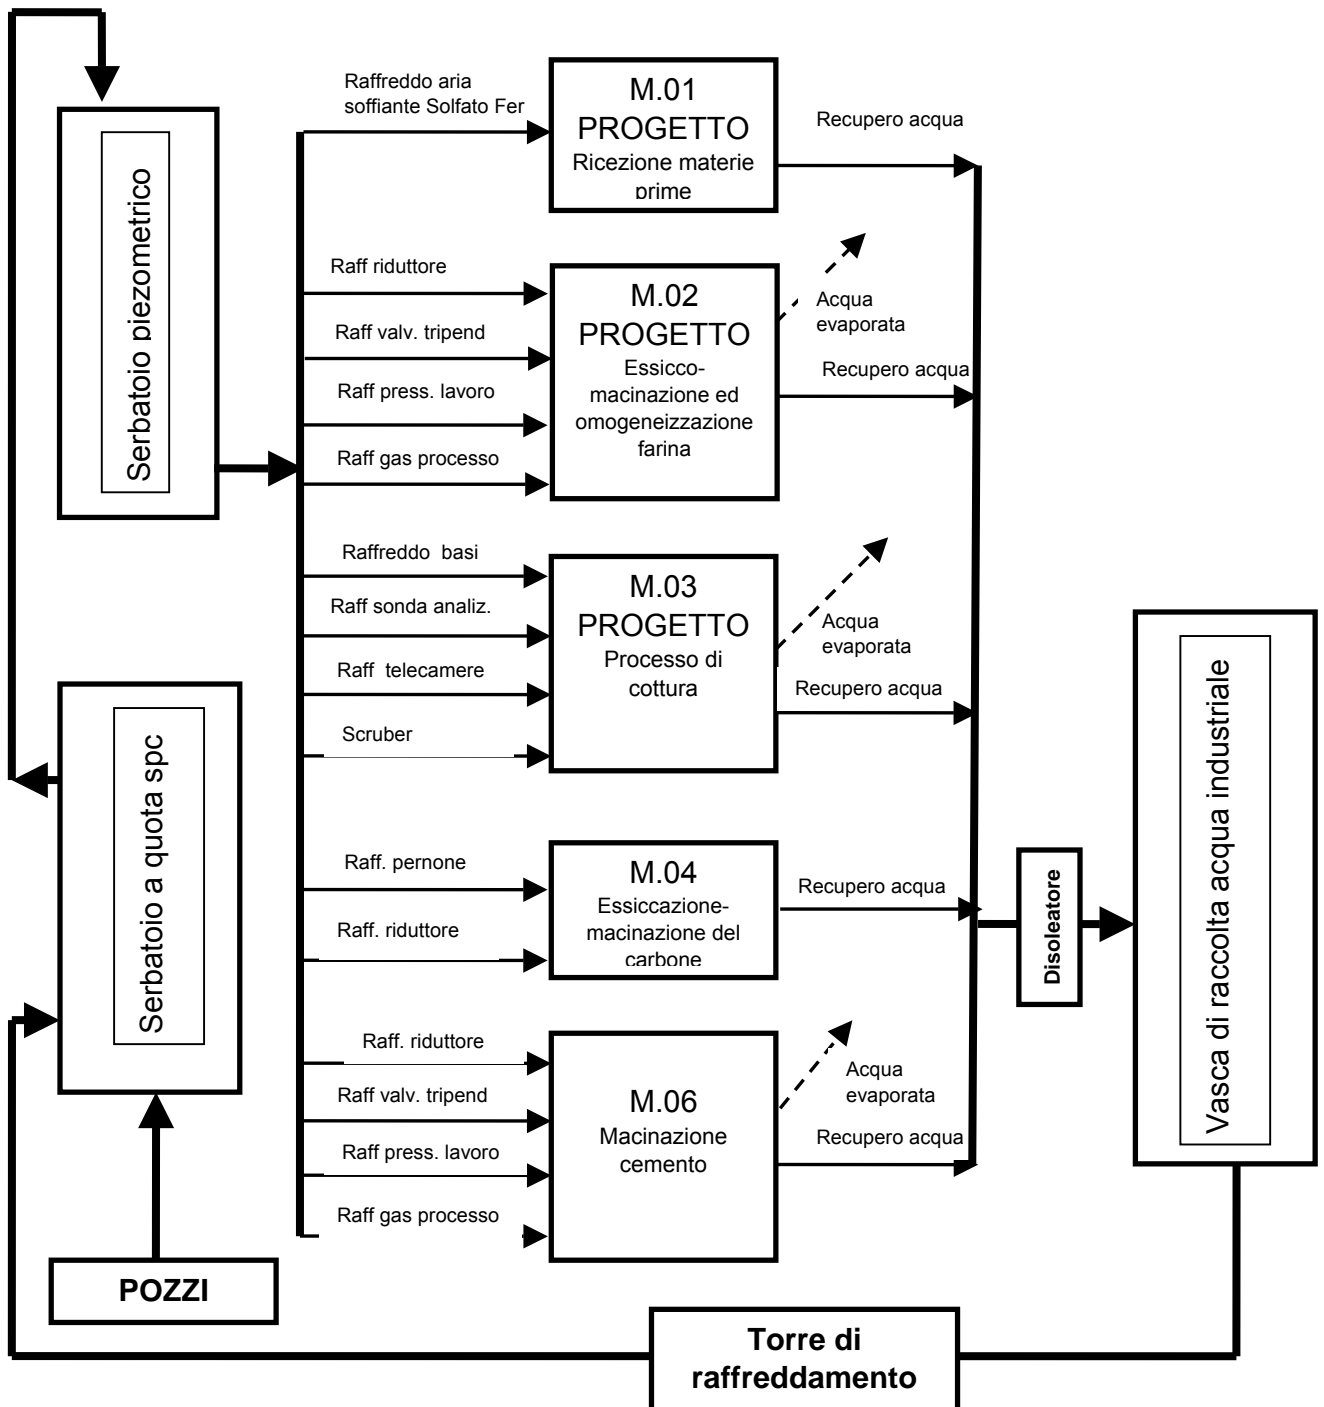 Serbatoio piezometrico
Serbatoio a quota spc
POZZI
Raffreddo aria
soffiante Solfato Fer
M.01
PROGETTO
Ricezione materie
prime
Recupero acqua
Raff riduttore
Raff valv. tripend
Raff press. lavoro
Raff gas processo
M.02
PROGETTO
Essicco-
macinazione ed
omogeneizzazione
farina
Acqua
evaporata
Recupero acqua
Raffreddo basi
Raff sonda analiz.
Raff telecamere
Scruber
M.03
PROGETTO
Processo di
cottura
Acqua
evaporata
Recupero acqua
Raff. pernone
Raff. riduttore
M.04
Essiccazione-
macinazione del
carbone
Recupero acqua
Raff. riduttore
Raff valv. tripend
Raff press. lavoro
Raff gas processo
M.06
Macinazione
cemento
Acqua
evaporata
Recupero acqua
Disoleatore
Vasca di raccolta acqua industriale
Torre di
raffreddamento